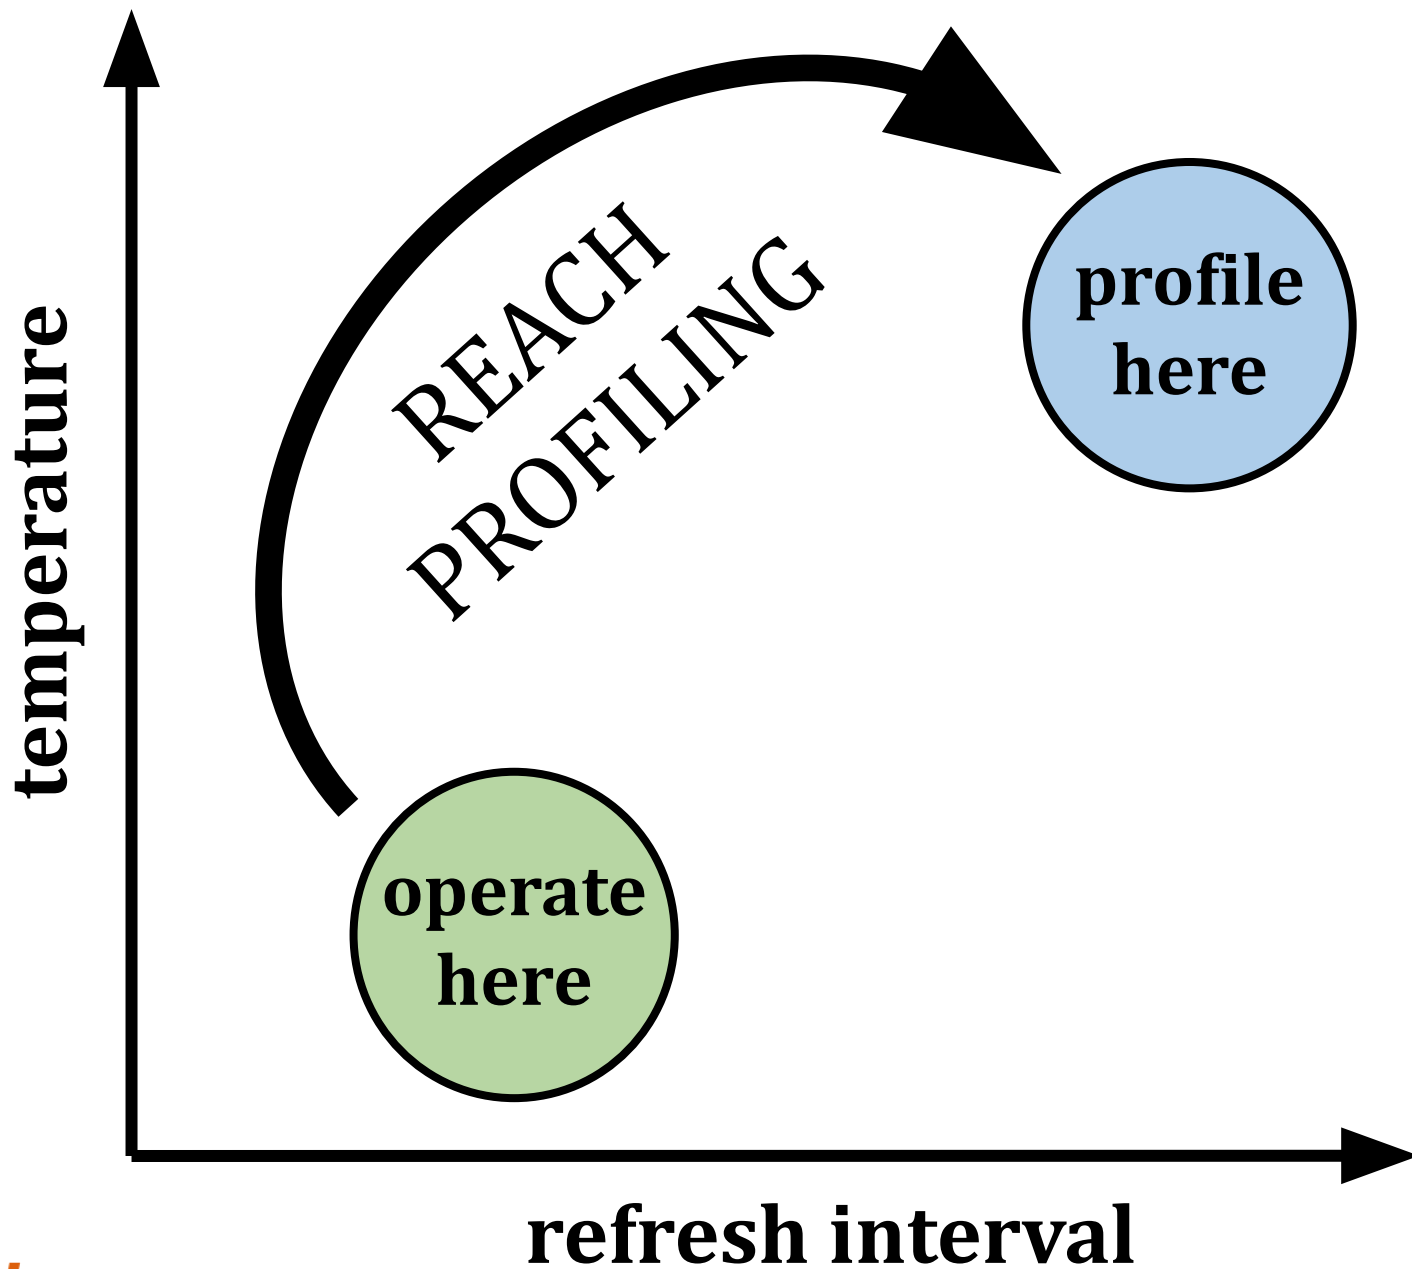 REACH
PROFILING
profile
here
temperature
operate
here
refresh interval